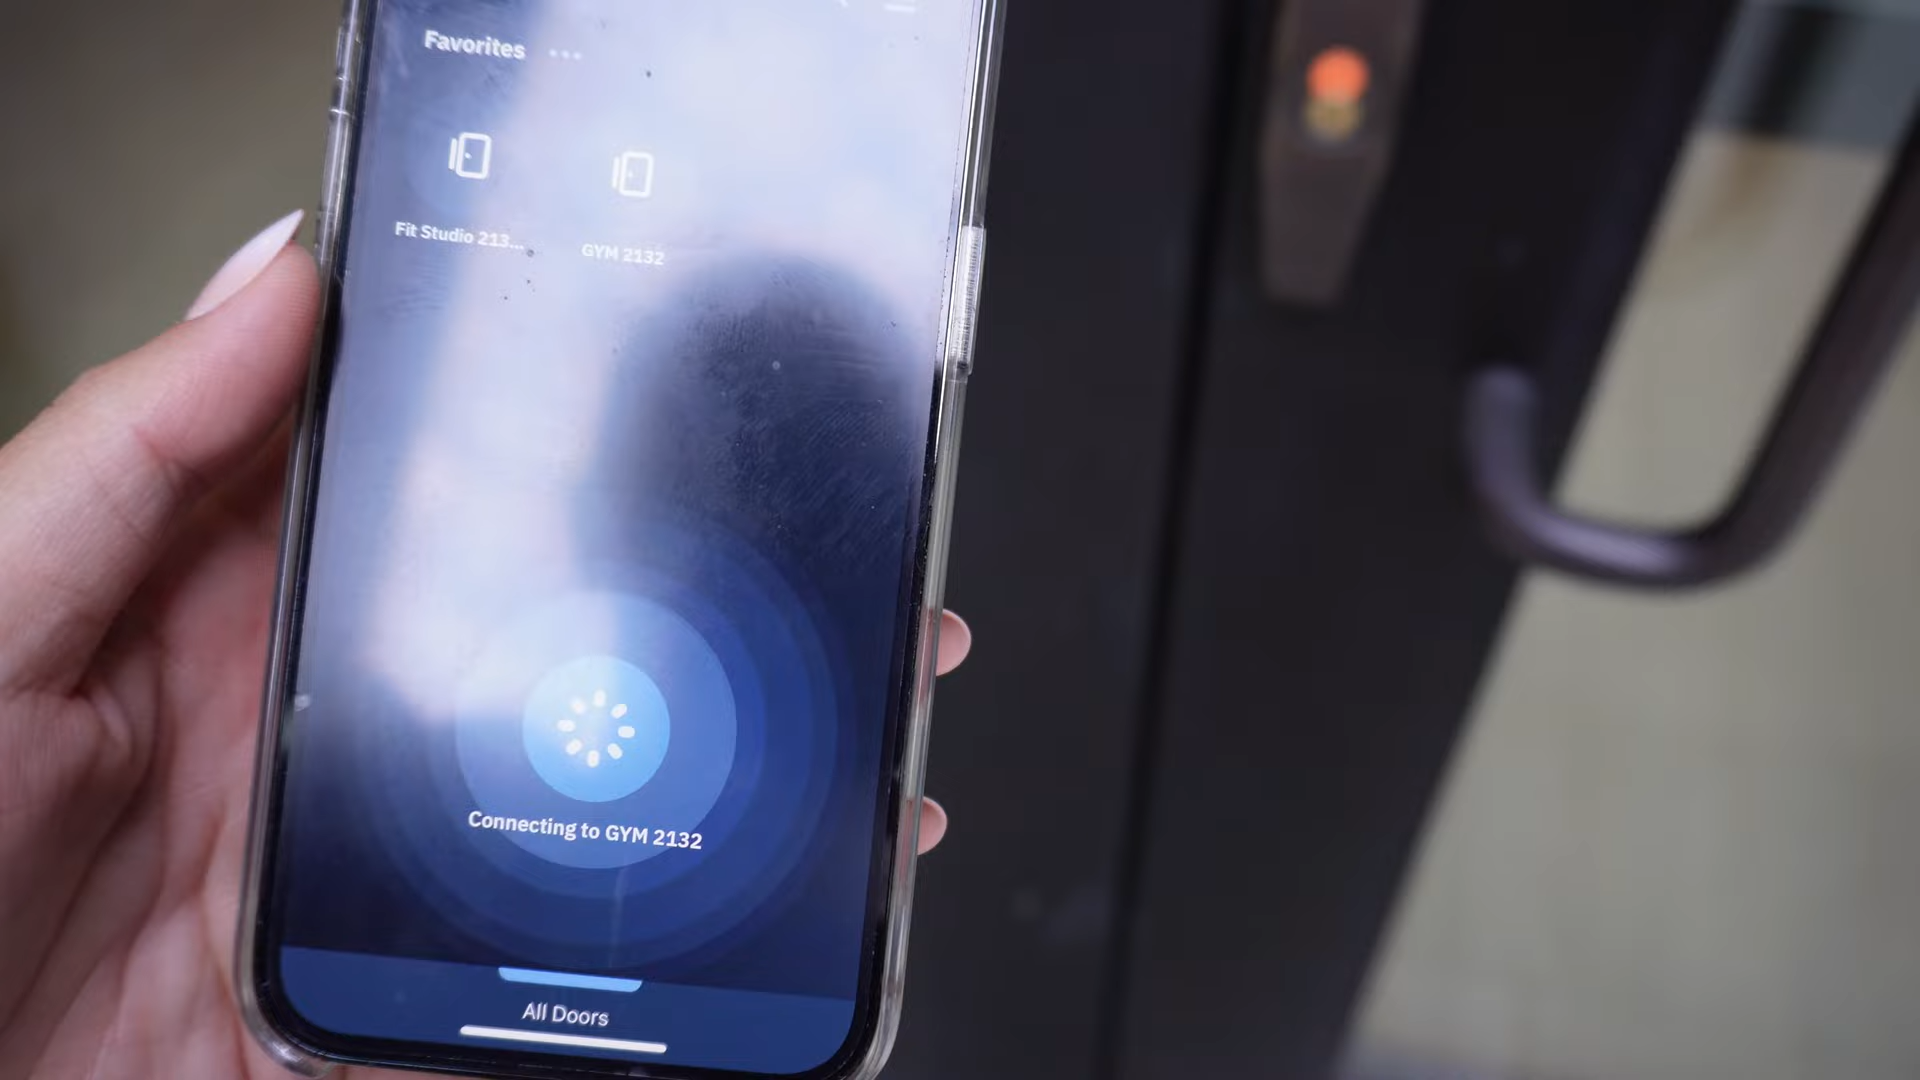 Favorites ...
Fit Studio 213...
GYM 2132
Connecting to GYM 2132
All Doors